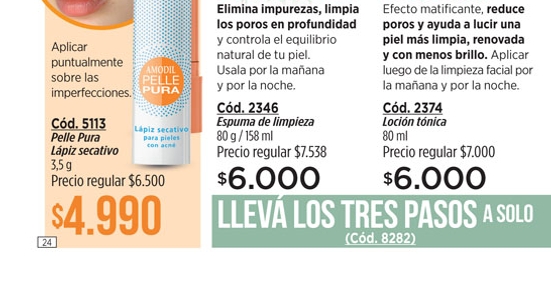 Aplicar
puntualmente
sobre las
imperfecciones.
Cód. 5113
Pelle Pura
Lápiz secativo
3,5 g
Precio regular $6.500
$4.990
24
AMODIL
PELLE
PURA
Lápiz secativo
para pieles
con acné
Elimina impurezas, limpia
los poros en profundidad
y controla el equilibrio
natural de tu piel.
Usala por la mañana
y por la noche.
Cód. 2346
Espuma de limpieza
80 g / 158 ml
Precio regular $7.538
$6.000
Efecto matificante, reduce
poros y ayuda a lucir una
piel más limpia, renovada
y con menos brillo. Aplicar
luego de la limpieza facial por
la mañana y por la noche.
Cód. 2374
Loción tónica
80 ml
Precio regular $7.000
$6.000
LLEVÁ LOS TRES PASOS A SOLO
(Cód. 8282)